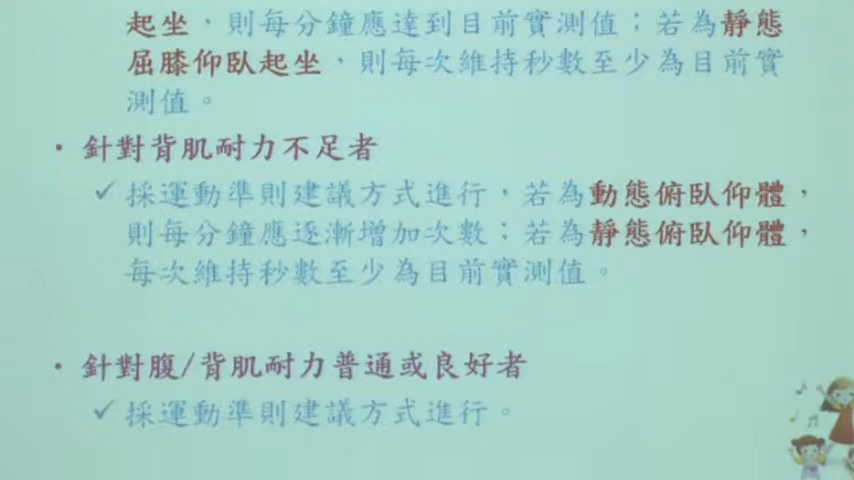 起坐，則每分鐘應達到目前實測值；若為靜態
屈膝仰臥起坐，則每次維持秒數至少為目前實
測值。
• 針對背肌耐力不足者
✓ 採運動準則建議方式進行，若為動態俯臥仰體，
則每分鐘應逐漸增加次數；若為靜態俯臥仰體，
每次維持秒數至少為目前實測值。
• 針對腹/背肌耐力普通或良好者
✓ 採運動準則建議方式進行。